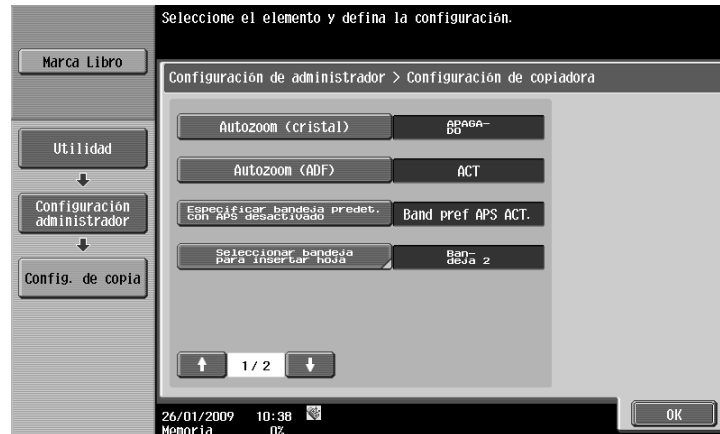 Seleccione el elemento y defina la configuración.
Marca Libro
Configuración de administrador > Configuración de copiadora
Autozoom (cristal)
APAGA-
DO
Utilidad
Autozoom (ADF)
ACT
Configuración
administrador
Especificar bandeja predet.
con APS desactivado
Band pref APS ACT.
Seleccionar bandeja
para insertar hoja
Ban-
deja 2
Config. de copia
1/ 2
OK
26/01/2009 10:38
Memoria 0%